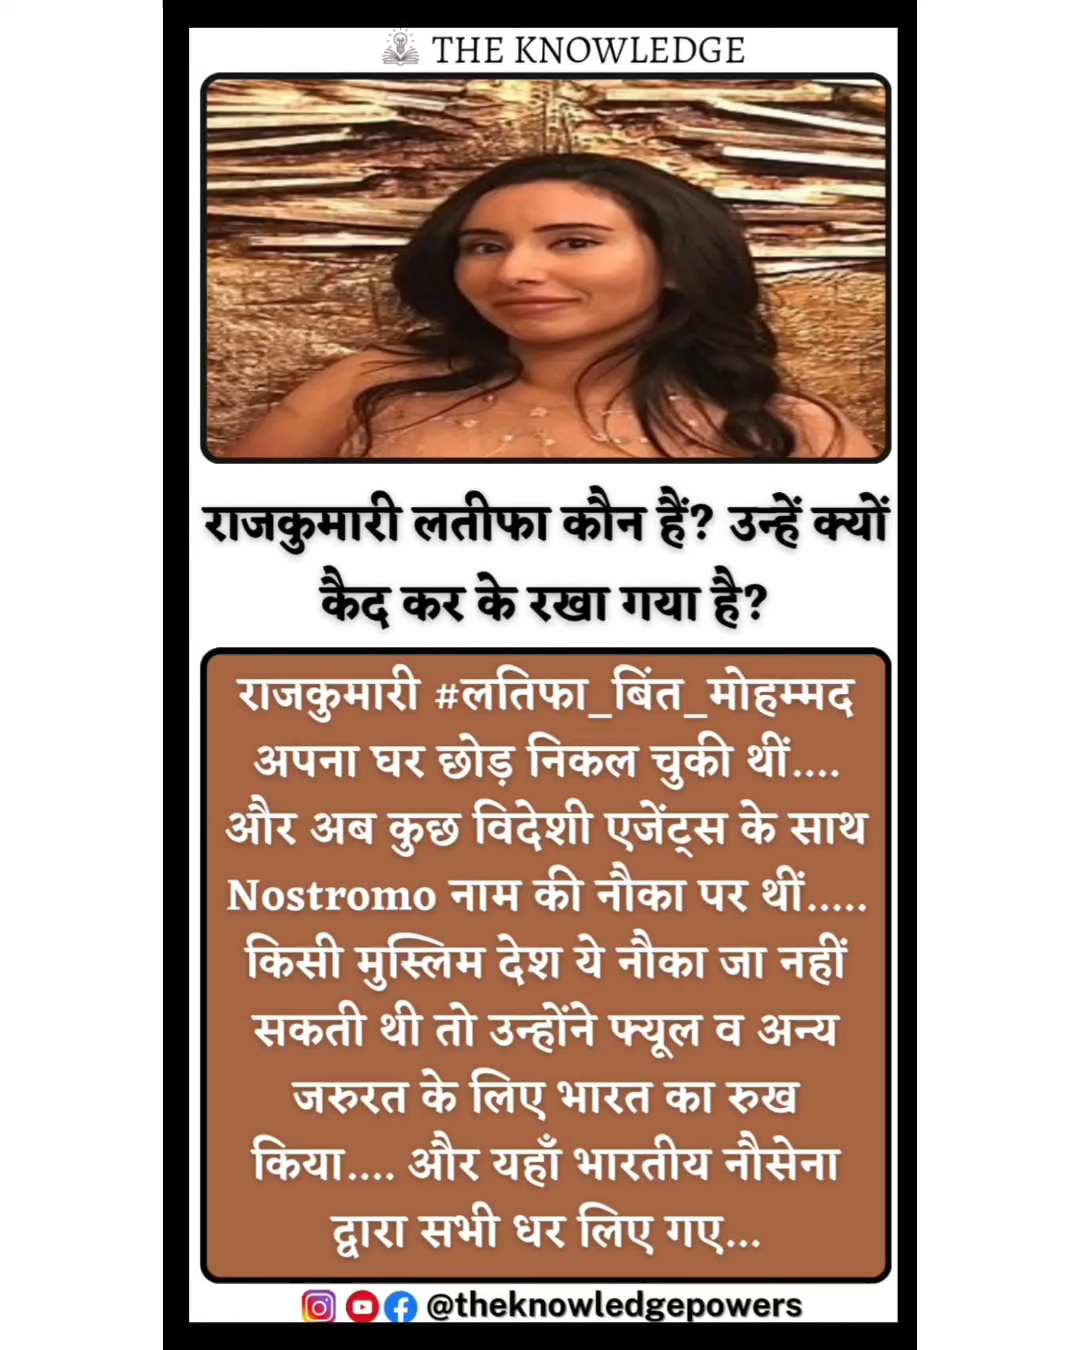 THE KNOWLEDGE
राजकुमारी लतीफा कौन हैं? उन्हें क्यों
कैद कर के रखा गया है?
राजकुमारी #लतिफा_बिंत_मोहम्मद
अपना घर छोड़ निकल चुकी थीं....
और अब कुछ विदेशी एजेंट्स के साथ
Nostromo नाम की नौका पर थीं.....
किसी मुस्लिम देश ये नौका जा नहीं
सकती थी तो उन्होंने फ्यूल व अन्य
जरुरत के लिए भारत का रुख
किया.... और यहाँ भारतीय नौसेना
द्वारा सभी धर लिए गए...
@theknowledgepowers